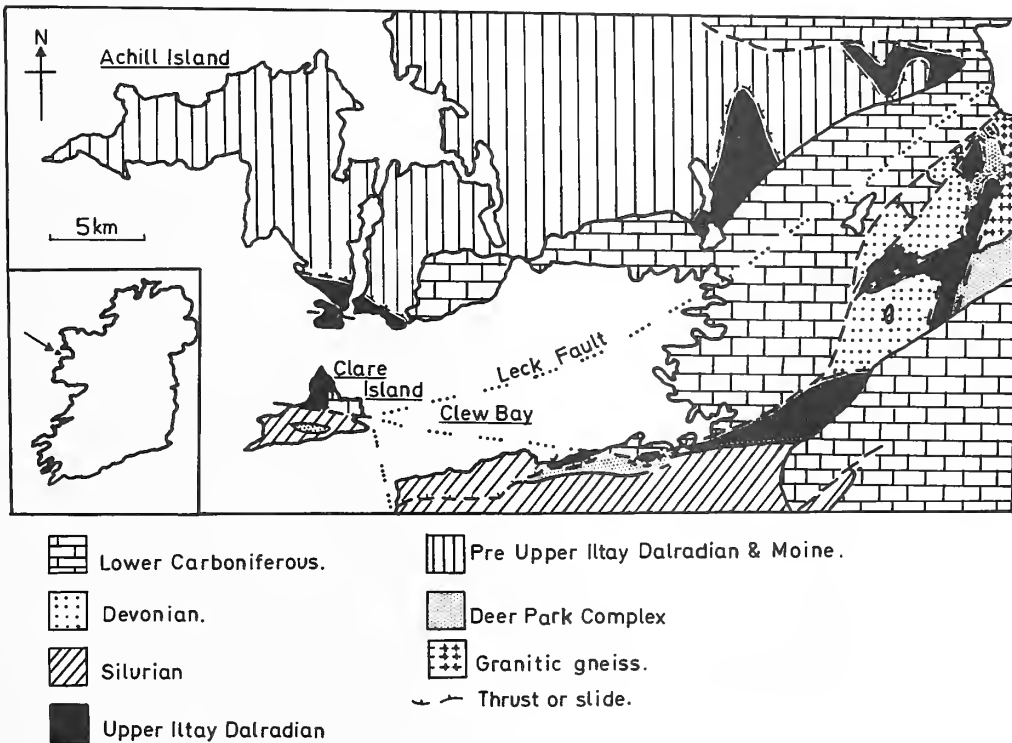 N
Achill Island
5km
Leck Fault
Clare
Island
Clew Bay
Lower Carboniferous.
Devonian.
Silurian
Upper Iltay Dalradian
Pre Upper Iltay Dalradian & Moine.
Deer Park Complex
Granitic gneiss.
Thrust or slide.